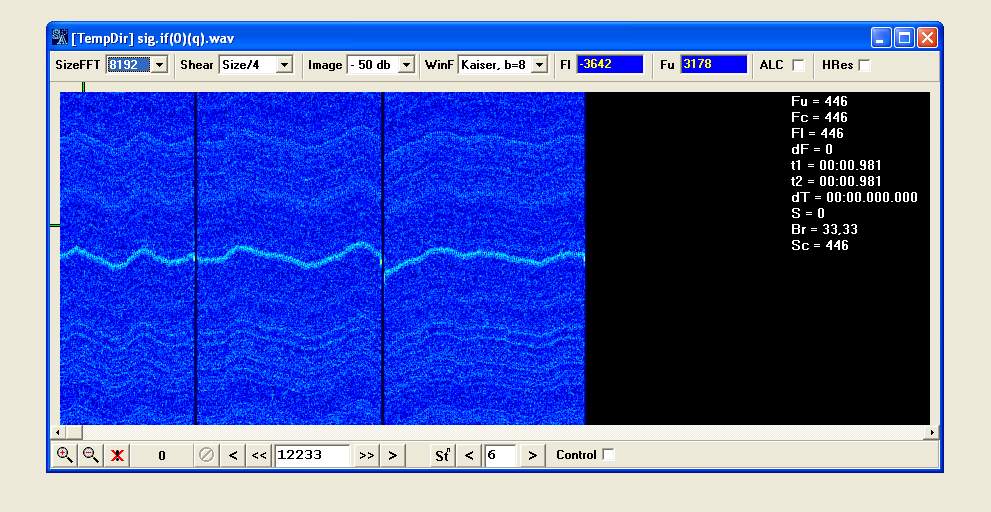 [TempDir] sig.if(0)(q).wav
SizeFFT 8192 Shear Size/4 Image - 50 db WinF Kaiser, b=8 Fl -3642 Fu 3178 ALC HRes
Fu = 446
Fc = 446
Fl = 446
dF = 0
t1 = 00:00.981
t2 = 00:00.981
dT = 00:00.000.000
S = 0
Br = 33,33
Sc = 446
0 < << 12233 >> > St^n < 6 > Control